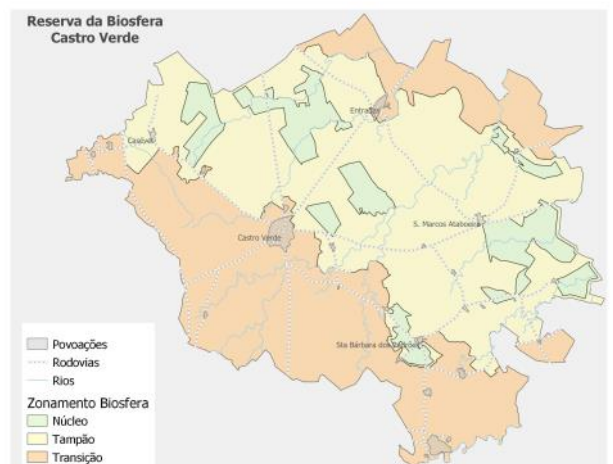 Reserva da Biosfera
Castro Verde
Entradas
Casével
S. Marcos Ataboeira
Castro Verde
Sta Bárbara dos
Povoações
Rodovias
Rios
Zonamento Biosfera
Núcleo
Tampão
Transição